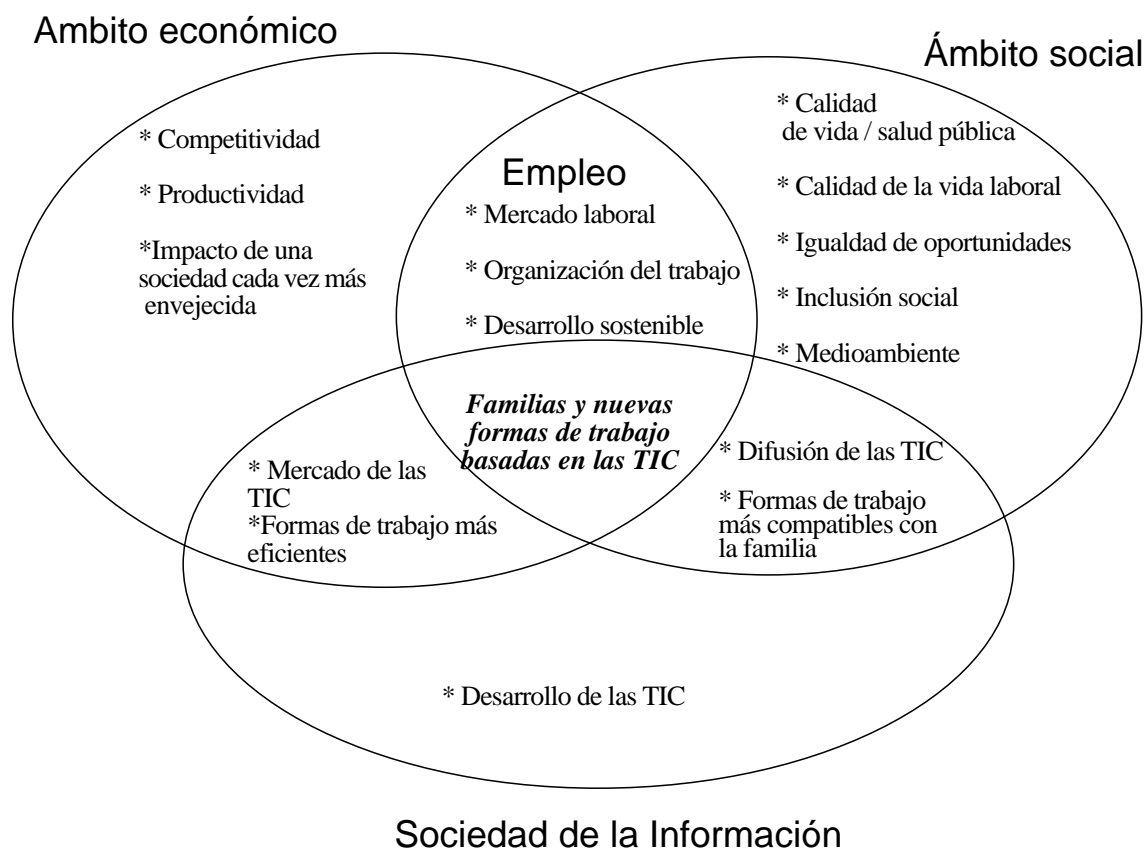 Ambito económico
Ámbito social
* Competitividad
* Productividad
*Impacto de una
sociedad cada vez más
envejecida
Empleo
* Mercado laboral
* Organización del trabajo
* Desarrollo sostenible
* Calidad
de vida / salud pública
* Calidad de la vida laboral
* Igualdad de oportunidades
* Inclusión social
* Medioambiente
Familias y nuevas
formas de trabajo
basadas en las TIC
* Mercado de las
TIC
*Formas de trabajo más
eficientes
* Difusión de las TIC
* Formas de trabajo
más compatibles con
la familia
* Desarrollo de las TIC
Sociedad de la Información